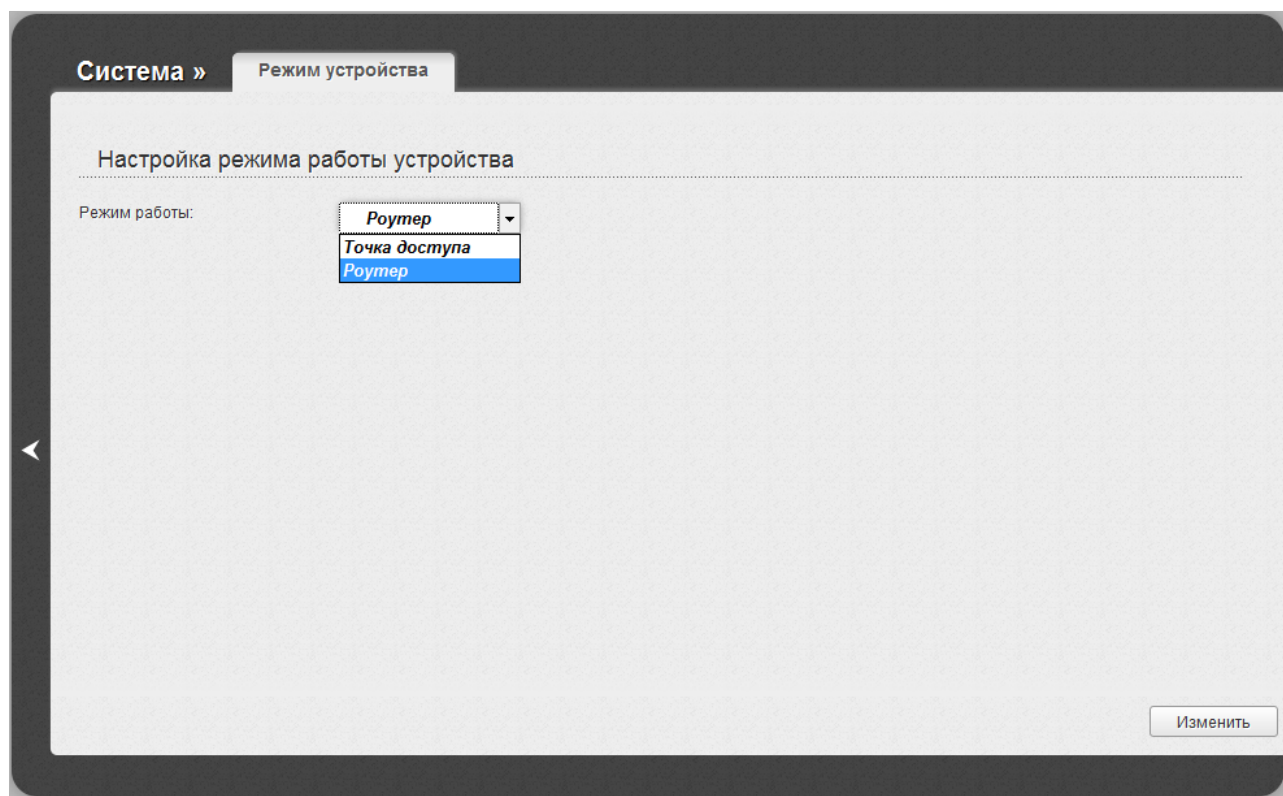 Система »
Режим устройства
Настройка режима работы устройства
Режим работы:
Роутер
Точка доступа
Роутер
Изменить